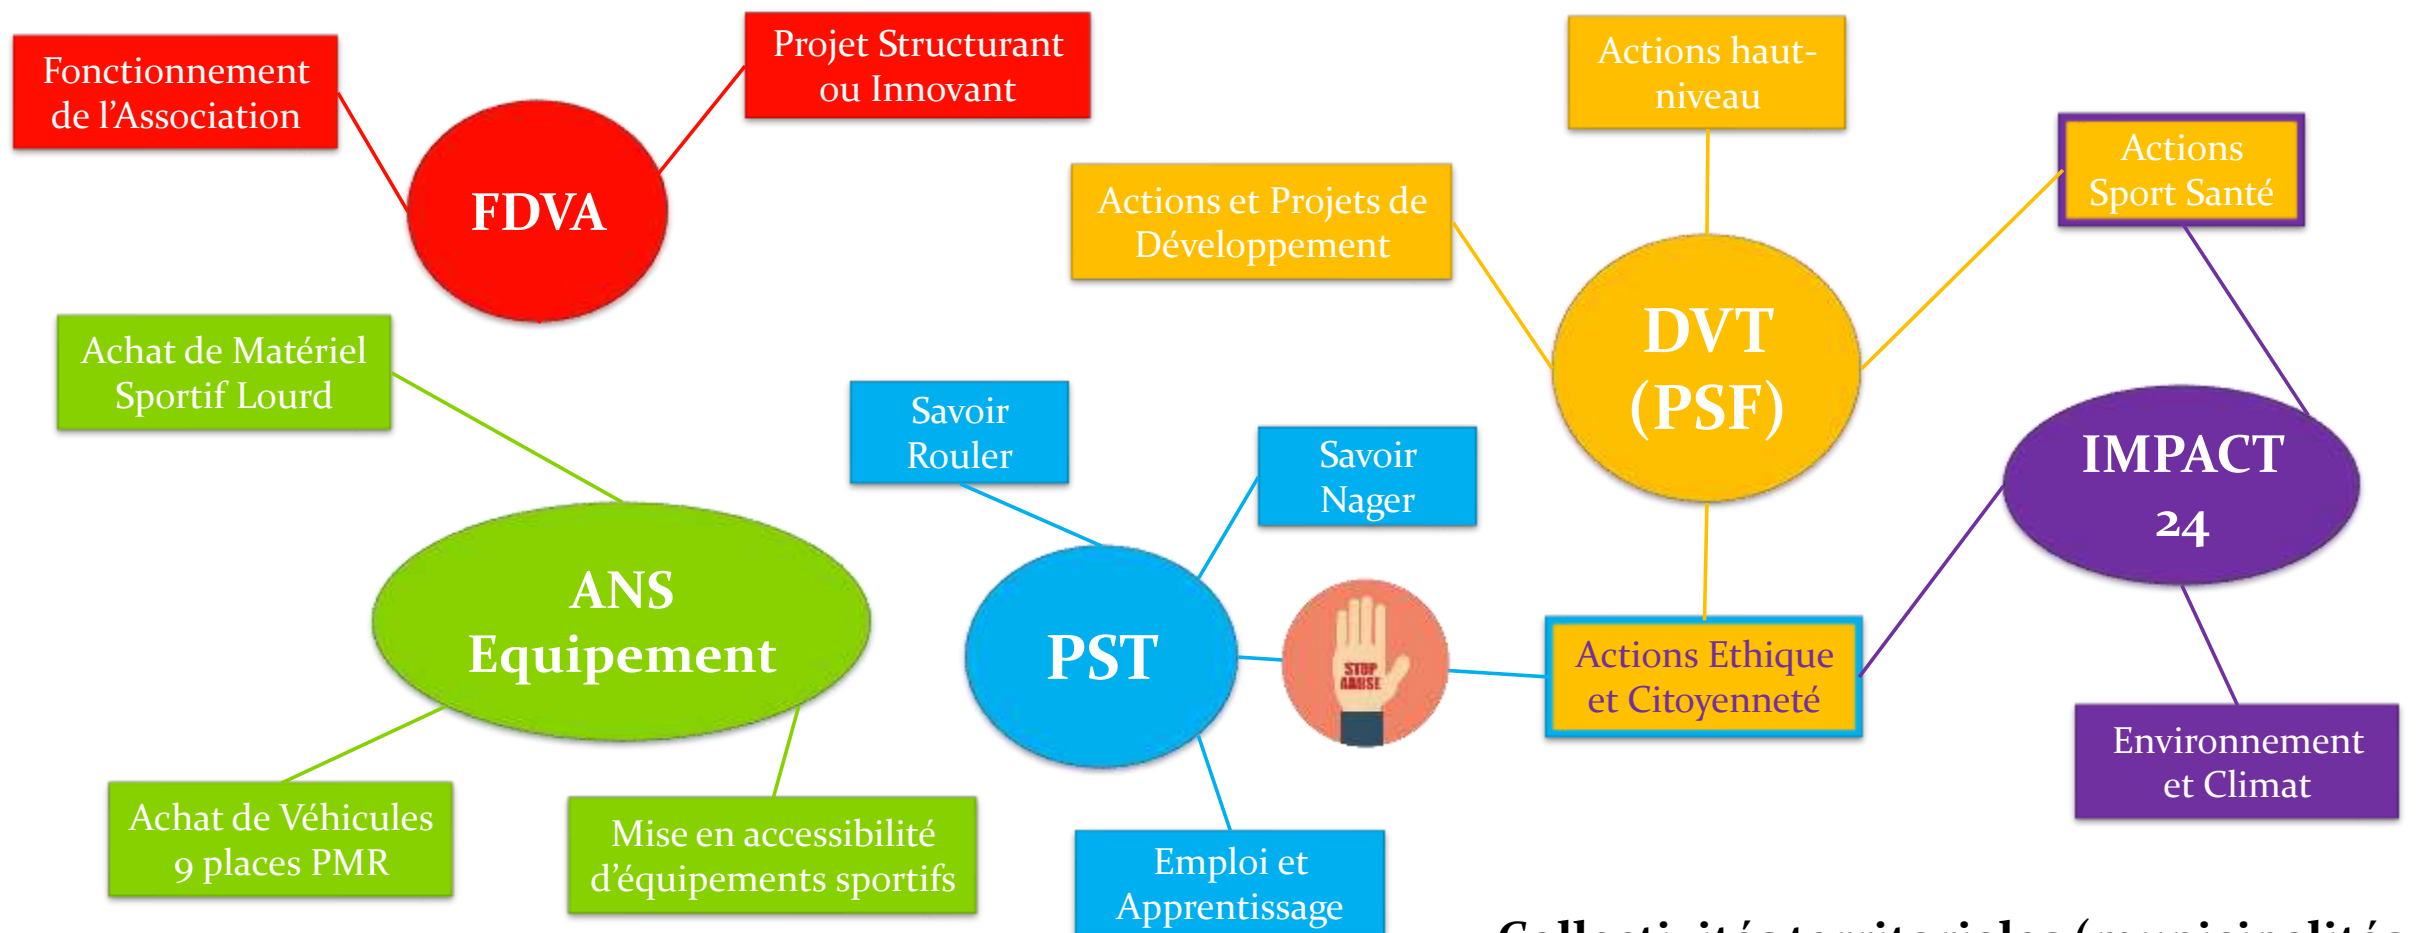 Fonctionnement
de l’Association
FDVA
Projet Structurant
ou Innovant
Achat de Matériel
Sportif Lourd
ANS
Equipement
Achat de Véhicules
9 places PMR
Mise en accessibilité
d’équipements sportifs
Savoir
Rouler
Savoir
Nager
PST
STOP
ABUSE
Emploi et
Apprentissage
Actions haut-
niveau
Actions et Projets de
Développement
DVT
(PSF)
Actions
Sport Santé
Actions Ethique
et Citoyenneté
IMPACT
24
Environnement
et Climat
Collectivités territoriales (municipalités